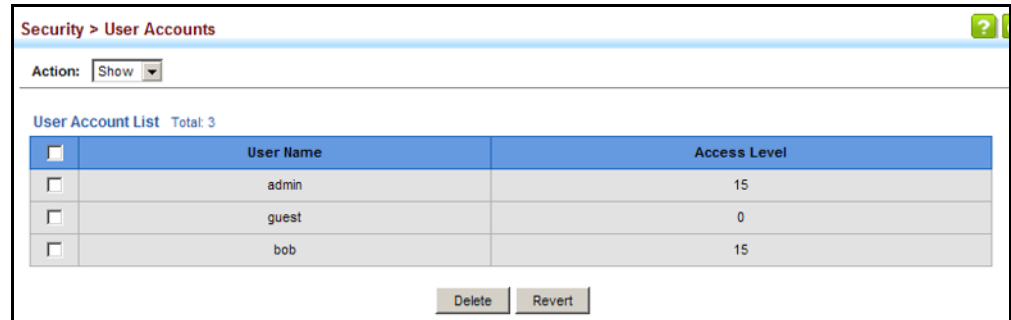 Security > User Accounts ?
Action: Show
User Account List Total: 3
User Name Access Level
admin 15
guest 0
bob 15
Delete Revert